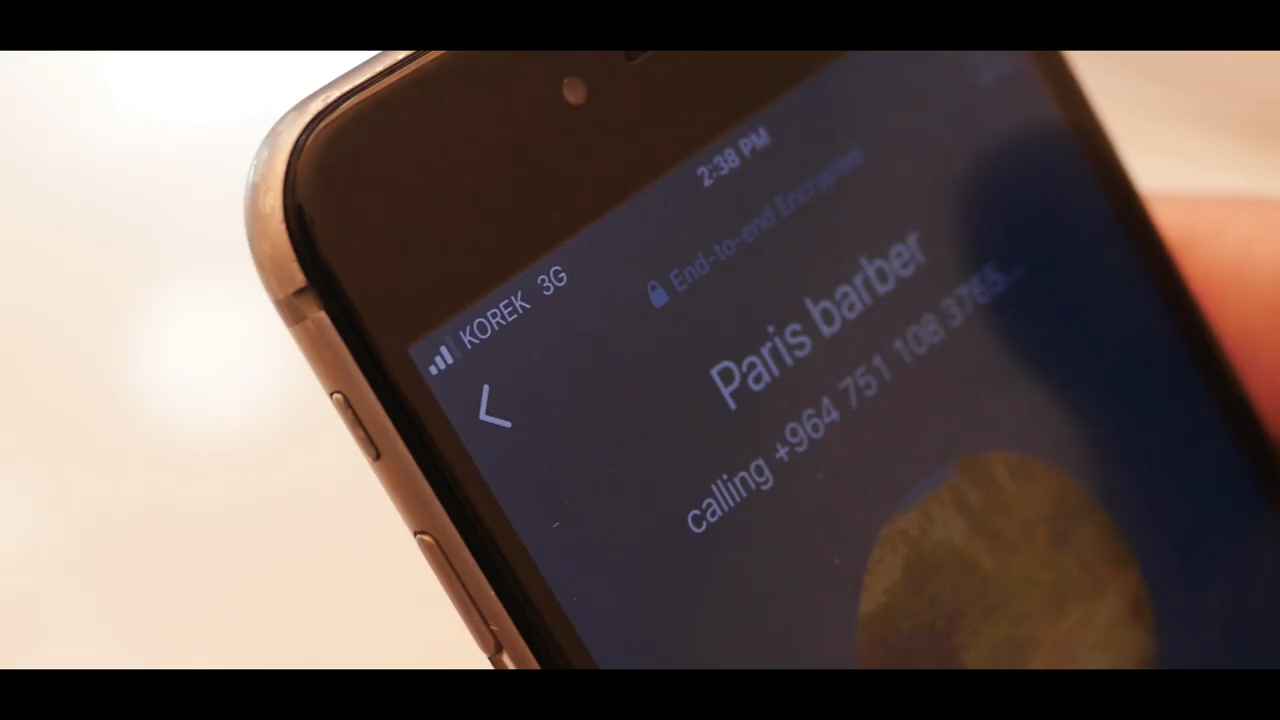 2:38 PM
KOREK 3G
End-to-end Encrypted
Paris barber
calling +964 751 108 3765...